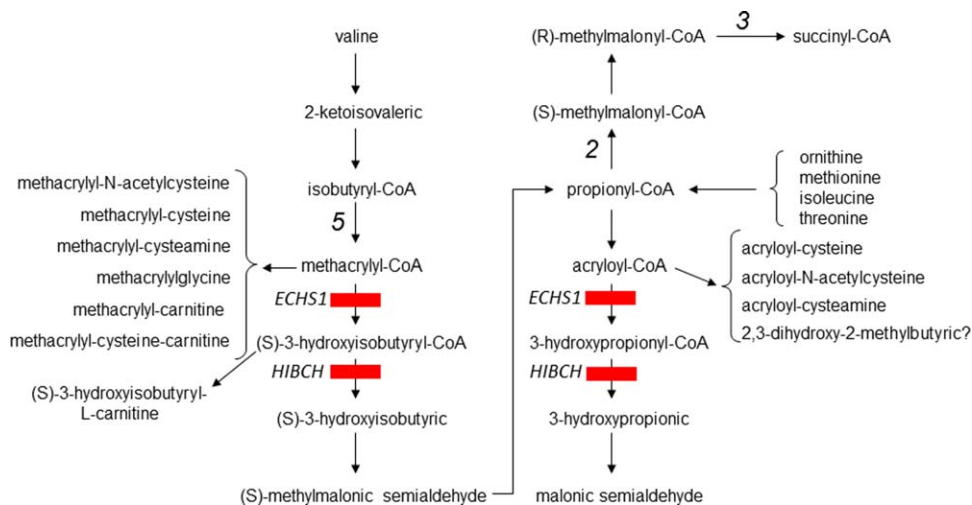 valine
2-ketoisovaleric
isobutyryl-CoA
5
methacrylyl-CoA
methacrylyl-N-acetylcysteine
methacrylyl-cysteine
methacrylyl-cysteamine
methacrylylglycine
methacrylyl-carnitine
methacrylyl-cysteine-carnitine
ECHS1
(S)-3-hydroxyisobutyryl-CoA
(S)-3-hydroxyisobutyryl-
L-carnitine
HIBCH
(S)-3-hydroxyisobutyric
(S)-methylmalonic semialdehyde
(R)-methylmalonyl-CoA
3
succinyl-CoA
(S)-methylmalonyl-CoA
2
propionyl-CoA
ornithine
methionine
isoleucine
threonine
acryloyl-CoA
acryloyl-cysteine
acryloyl-N-acetylcysteine
acryloyl-cysteamine
2,3-dihydroxy-2-methylbutyric?
ECHS1
3-hydroxypropionyl-CoA
HIBCH
3-hydroxypropionic
malonic semialdehyde